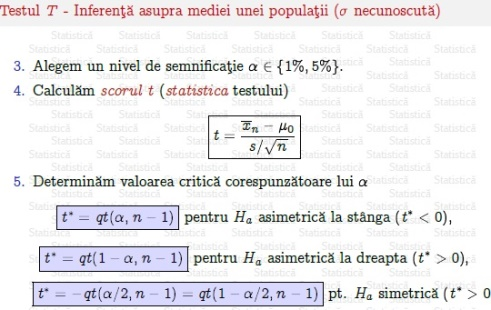 Testul T - Inferenţă asupra mediei unei populaţii (σ necunoscută)
3. Alegem un nivel de semnificaţie α ∈ {1%, 5%}.
4. Calculăm scorul t (statistica testului)
t = (x̅ₙ − μ₀) / (s/√n)
5. Determinăm valoarea critică corespunzătoare lui α
t* = qt(α, n − 1) pentru Hₐ asimetrică la stânga (t* < 0),
t* = qt(1 − α, n − 1) pentru Hₐ asimetrică la dreapta (t* > 0),
t* = −qt(α/2, n − 1) = qt(1 − α/2, n − 1) pt. Hₐ simetrică (t* > 0